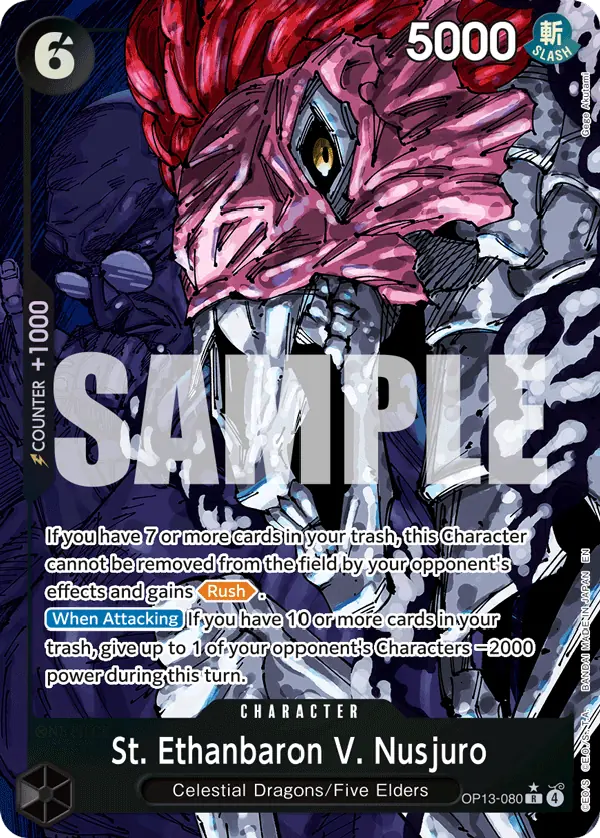 6
5000
斬
SLASH
Gege Akutami
COUNTER +1000
SAMPLE
If you have 7 or more cards in your trash, this Character
cannot be removed from the field by your opponent's
effects and gains Rush .
When Attacking If you have 10 or more cards in your
trash, give up to 1 of your opponent's Characters −2000
power during this turn.
BANDAI MADE IN JAPAN EN
CHARACTER
St. Ethanbaron V. Nusjuro
Celestial Dragons/Five Elders
OP13-080 R 4